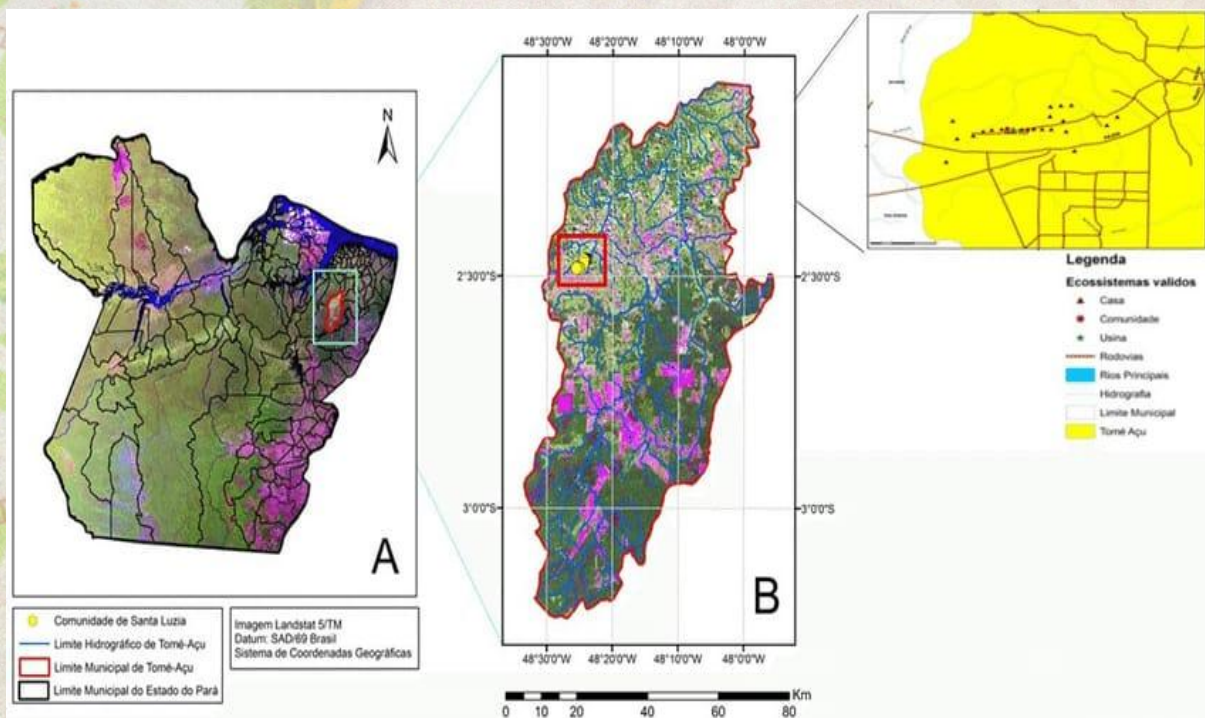 N
A
Comunidade de Santa Luzia
Limite Hidrográfico de Tomé-Açu
Limite Municipal de Tomé-Açu
Limite Municipal do Estado do Pará
Imagem Landstat 5/TM
Datum: SAD/69 Brasil
Sistema de Coordenadas Geográficas
48°30'0"W 48°20'0"W 48°10'0"W 48°0'0"W
2°30'0"S 2°30'0"S
3°0'0"S 3°0'0"S
B
48°30'0"W 48°20'0"W 48°10'0"W 48°0'0"W
Km
0 10 20 40 60 80
Legenda
Ecossistemas validos
Casa
Comunidade
Usina
Rodovias
Rios Principais
Hidrografia
Limite Municipal
Tomé Açu